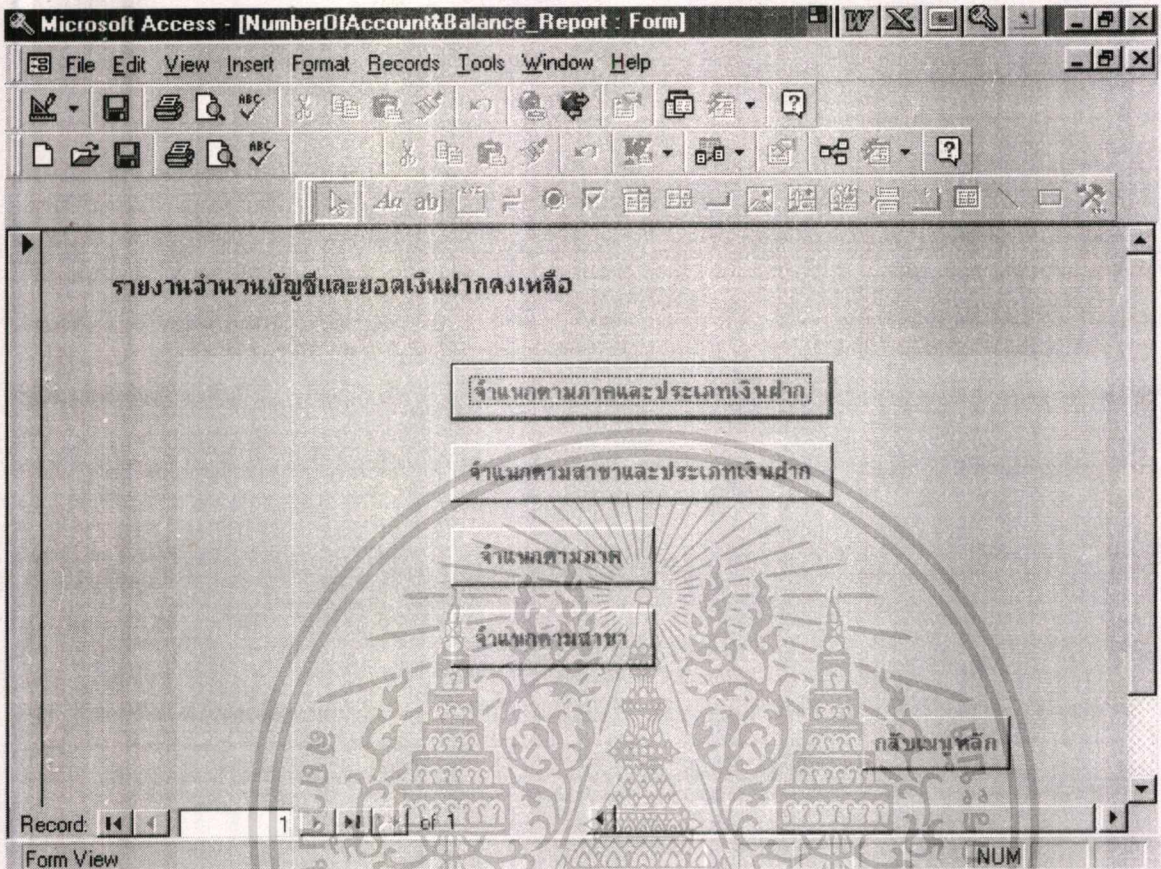 Microsoft Access - [NumberOfAccount&Balance_Report : Form]
File Edit View Insert Format Records Tools Window Help
ABC
ABC
Aa ab
รายงานจำนวนบัญชีและยอดเงินฝากคงเหลือ
จำแนกตามภาคและประเภทเงินฝาก
จำแนกตามสาขาและประเภทเงินฝาก
จำแนกตามภาค
จำแนกตามสาขา
กลับเมนูหลัก
Record: 1 of 1
Form View NUM